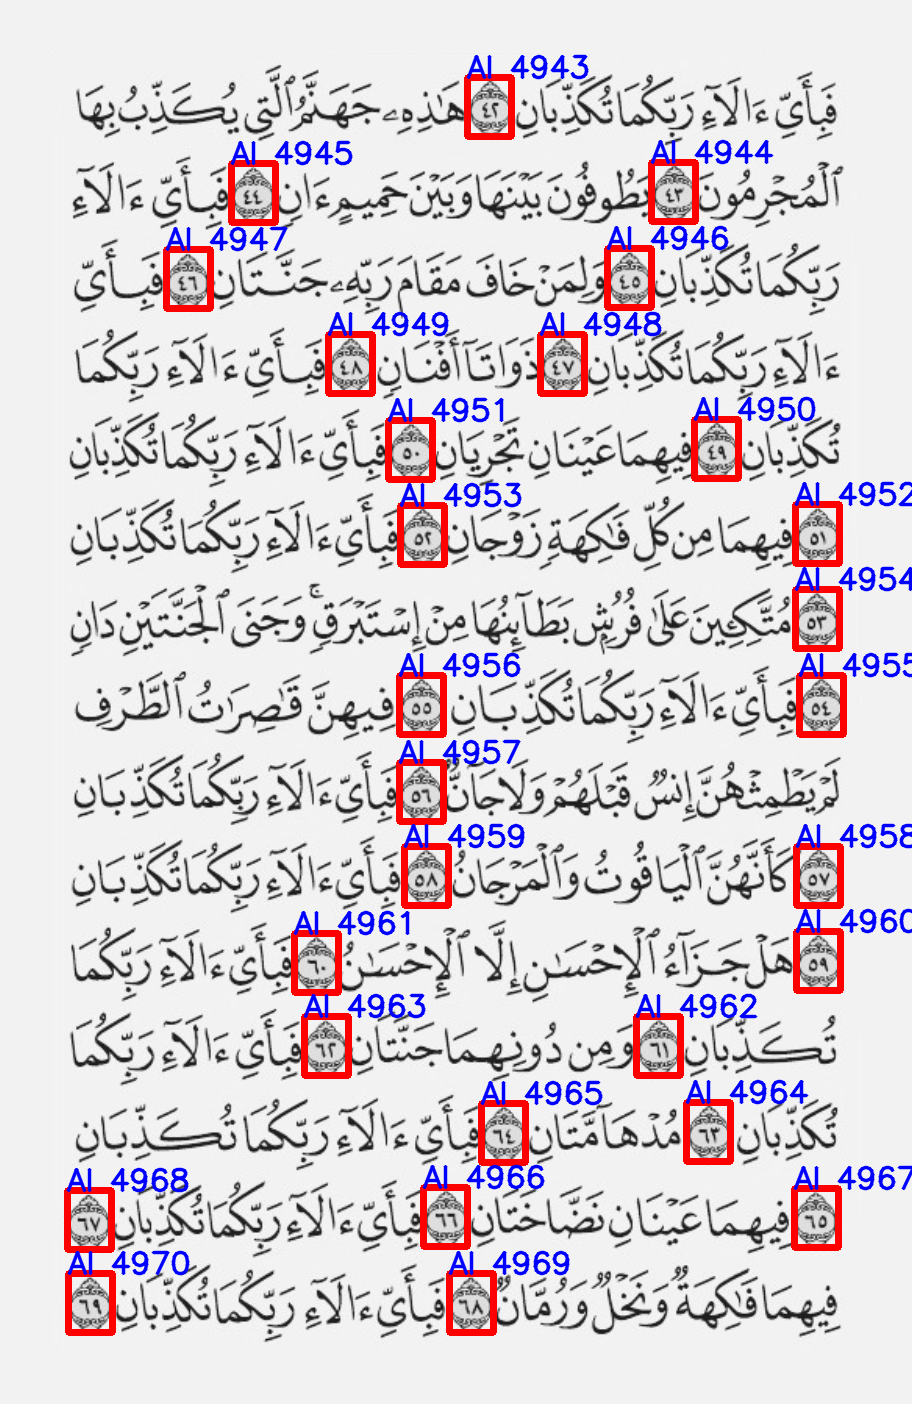 AI 4943
فَبِأَيِّ ءَالَآءِ رَبِّكُمَا تُكَذِّبَانِ ٤٢ هَٰذِهِۦ جَهَنَّمُ ٱلَّتِي يُكَذِّبُ بِهَا
AI 4944 AI 4945
ٱلْمُجْرِمُونَ ٤٣ يَطُوفُونَ بَيْنَهَا وَبَيْنَ حَمِيمٍ ءَانٍ ٤٤ فَبِأَيِّ ءَالَآءِ
AI 4946 AI 4947
رَبِّكُمَا تُكَذِّبَانِ ٤٥ وَلِمَنْ خَافَ مَقَامَ رَبِّهِۦ جَنَّتَانِ ٤٦ فَبِأَيِّ
AI 4948 AI 4949
ءَالَآءِ رَبِّكُمَا تُكَذِّبَانِ ٤٧ ذَوَاتَآ أَفْنَانٍ ٤٨ فَبِأَيِّ ءَالَآءِ رَبِّكُمَا
AI 4950 AI 4951
تُكَذِّبَانِ ٤٩ فِيهِمَا عَيْنَانِ تَجْرِيَانِ ٥٠ فَبِأَيِّ ءَالَآءِ رَبِّكُمَا تُكَذِّبَانِ
AI 4952 AI 4953
٥١ فِيهِمَا مِن كُلِّ فَٰكِهَةٍ زَوْجَانِ ٥٢ فَبِأَيِّ ءَالَآءِ رَبِّكُمَا تُكَذِّبَانِ
AI 4954
٥٣ مُتَّكِـِٔينَ عَلَىٰ فُرُشٍۭ بَطَآئِنُهَا مِنْ إِسْتَبْرَقٍ ۚ وَجَنَى ٱلْجَنَّتَيْنِ دَانٍ
AI 4955 AI 4956
٥٤ فَبِأَيِّ ءَالَآءِ رَبِّكُمَا تُكَذِّبَانِ ٥٥ فِيهِنَّ قَٰصِرَٰتُ ٱلطَّرْفِ
AI 4957
لَمْ يَطْمِثْهُنَّ إِنسٌ قَبْلَهُمْ وَلَا جَآنٌّ ٥٦ فَبِأَيِّ ءَالَآءِ رَبِّكُمَا تُكَذِّبَانِ
AI 4958 AI 4959
٥٧ كَأَنَّهُنَّ ٱلْيَاقُوتُ وَٱلْمَرْجَانُ ٥٨ فَبِأَيِّ ءَالَآءِ رَبِّكُمَا تُكَذِّبَانِ
AI 4960 AI 4961
٥٩ هَلْ جَزَآءُ ٱلْإِحْسَٰنِ إِلَّا ٱلْإِحْسَٰنُ ٦٠ فَبِأَيِّ ءَالَآءِ رَبِّكُمَا
AI 4962 AI 4963
تُكَذِّبَانِ ٦١ وَمِن دُونِهِمَا جَنَّتَانِ ٦٢ فَبِأَيِّ ءَالَآءِ رَبِّكُمَا
AI 4964 AI 4965
تُكَذِّبَانِ ٦٣ مُدْهَآمَّتَانِ ٦٤ فَبِأَيِّ ءَالَآءِ رَبِّكُمَا تُكَذِّبَانِ
AI 4967 AI 4966 AI 4968
٦٥ فِيهِمَا عَيْنَانِ نَضَّاخَتَانِ ٦٦ فَبِأَيِّ ءَالَآءِ رَبِّكُمَا تُكَذِّبَانِ ٦٧
AI 4969 AI 4970
فِيهِمَا فَٰكِهَةٌ وَنَخْلٌ وَرُمَّانٌ ٦٨ فَبِأَيِّ ءَالَآءِ رَبِّكُمَا تُكَذِّبَانِ ٦٩